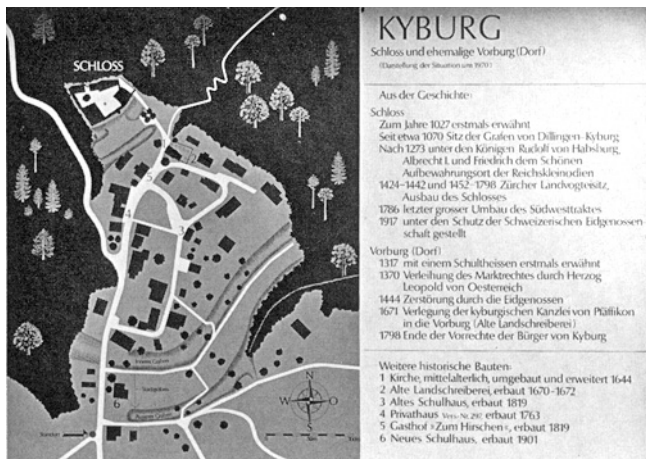 SCHLOSS
1
5
4
3
Innerer Graben
6
Äusserer Graben
N
W
O
S
KYBURG
Schloss und ehemalige Vorburg (Dorf)
(Darstellung der Situation um 1970)
Aus der Geschichte:
Schloss
Zum Jahre 1027 erstmals erwähnt
Seit etwa 1070 Sitz der Grafen von Dillingen-Kyburg
Nach 1273 unter den Königen Rudolf von Habsburg,
Albrecht I. und Friedrich dem Schönen
Aufbewahrungsort der Reichskleinodien
1424–1442 und 1452–1798 Zürcher Landvogteisitz,
Ausbau des Schlosses
1786 letzter grosser Umbau des Südwesttraktes
1917 unter den Schutz der Schweizerischen Eidgenossen
schaft gestellt
Vorburg (Dorf)
1317 mit einem Schultheissen erstmals erwähnt
1370 Verleihung des Marktrechtes durch Herzog
Leopold von Oesterreich
1444 Zerstörung durch die Eidgenossen
1671 Verlegung der kyburgischen Kanzlei von Pfäffikon
in die Vorburg (Alte Landschreiberei)
1798 Ende der Vorrechte der Bürger von Kyburg
Weitere historische Bauten:
1 Kirche, mittelalterlich, umgebaut und erweitert 1644
2 Alte Landschreiberei, erbaut 1670–1672
3 Altes Schulhaus, erbaut 1819
4 Privathaus Vers.-Nr. 297, erbaut 1763
5 Gasthof »Zum Hirschen«, erbaut 1819
6 Neues Schulhaus, erbaut 1901